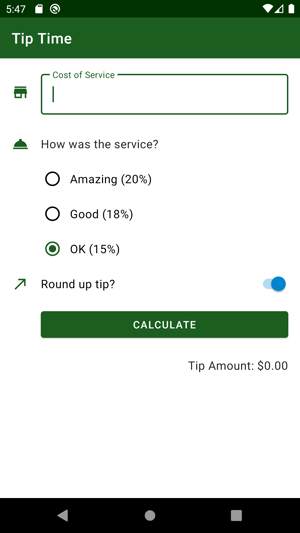 5:47
Tip Time
Cost of Service
How was the service?
Amazing (20%)
Good (18%)
OK (15%)
Round up tip?
CALCULATE
Tip Amount: $0.00